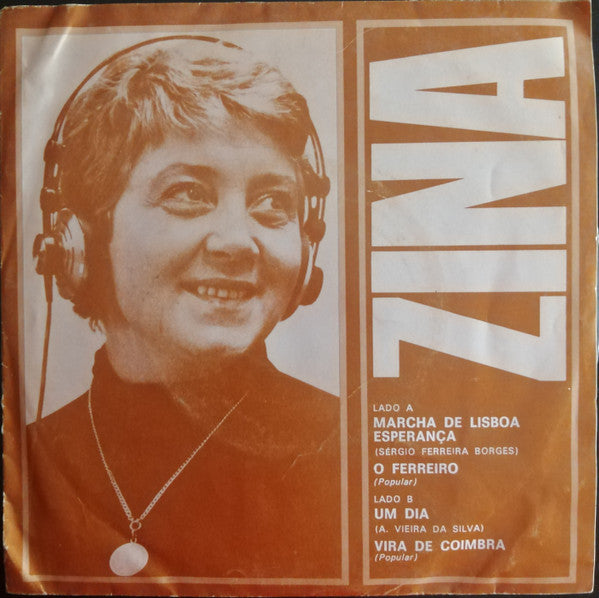 ZINA
LADO A
MARCHA DE LISBOA
ESPERANÇA
(SÉRGIO FERREIRA BORGES)
O FERREIRO
(Popular)
LADO B
UM DIA
(A. VIEIRA DA SILVA)
VIRA DE COIMBRA
(Popular)